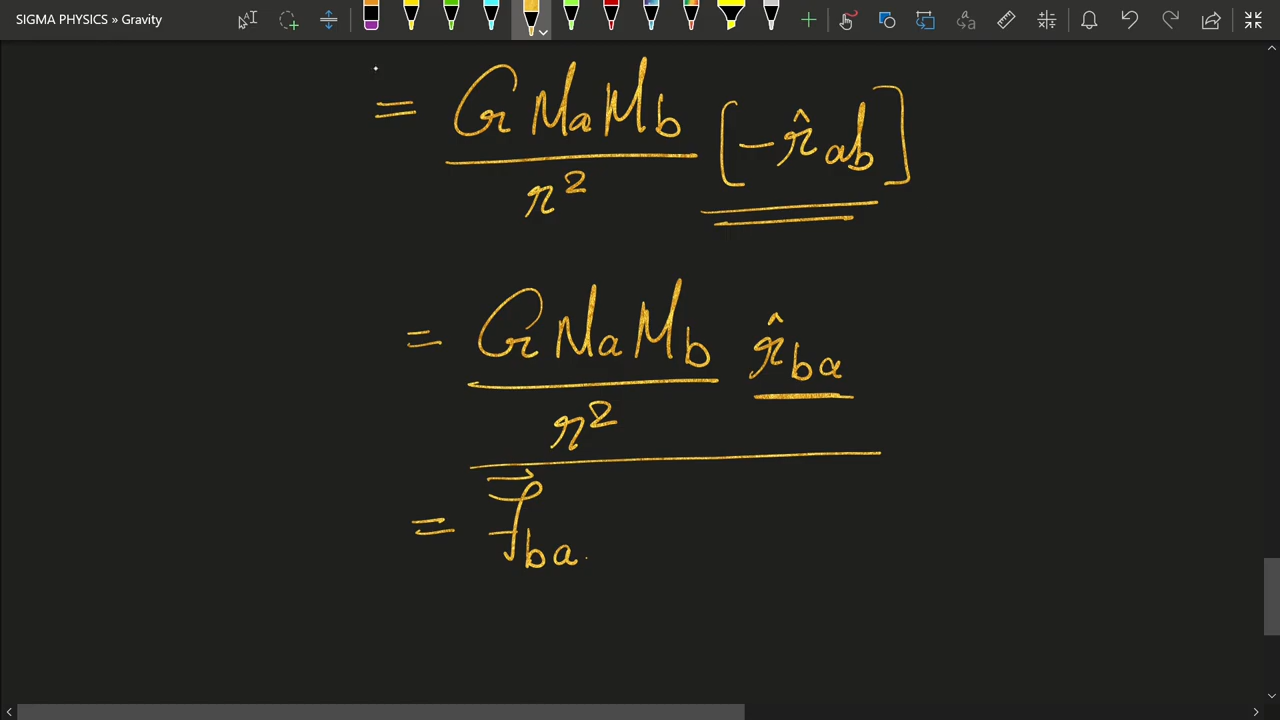 SIGMA PHYSICS » Gravity
= G Ma Mb / r² [-r̂ab]
= G Ma Mb / r² r̂ba
= F⃗ba.